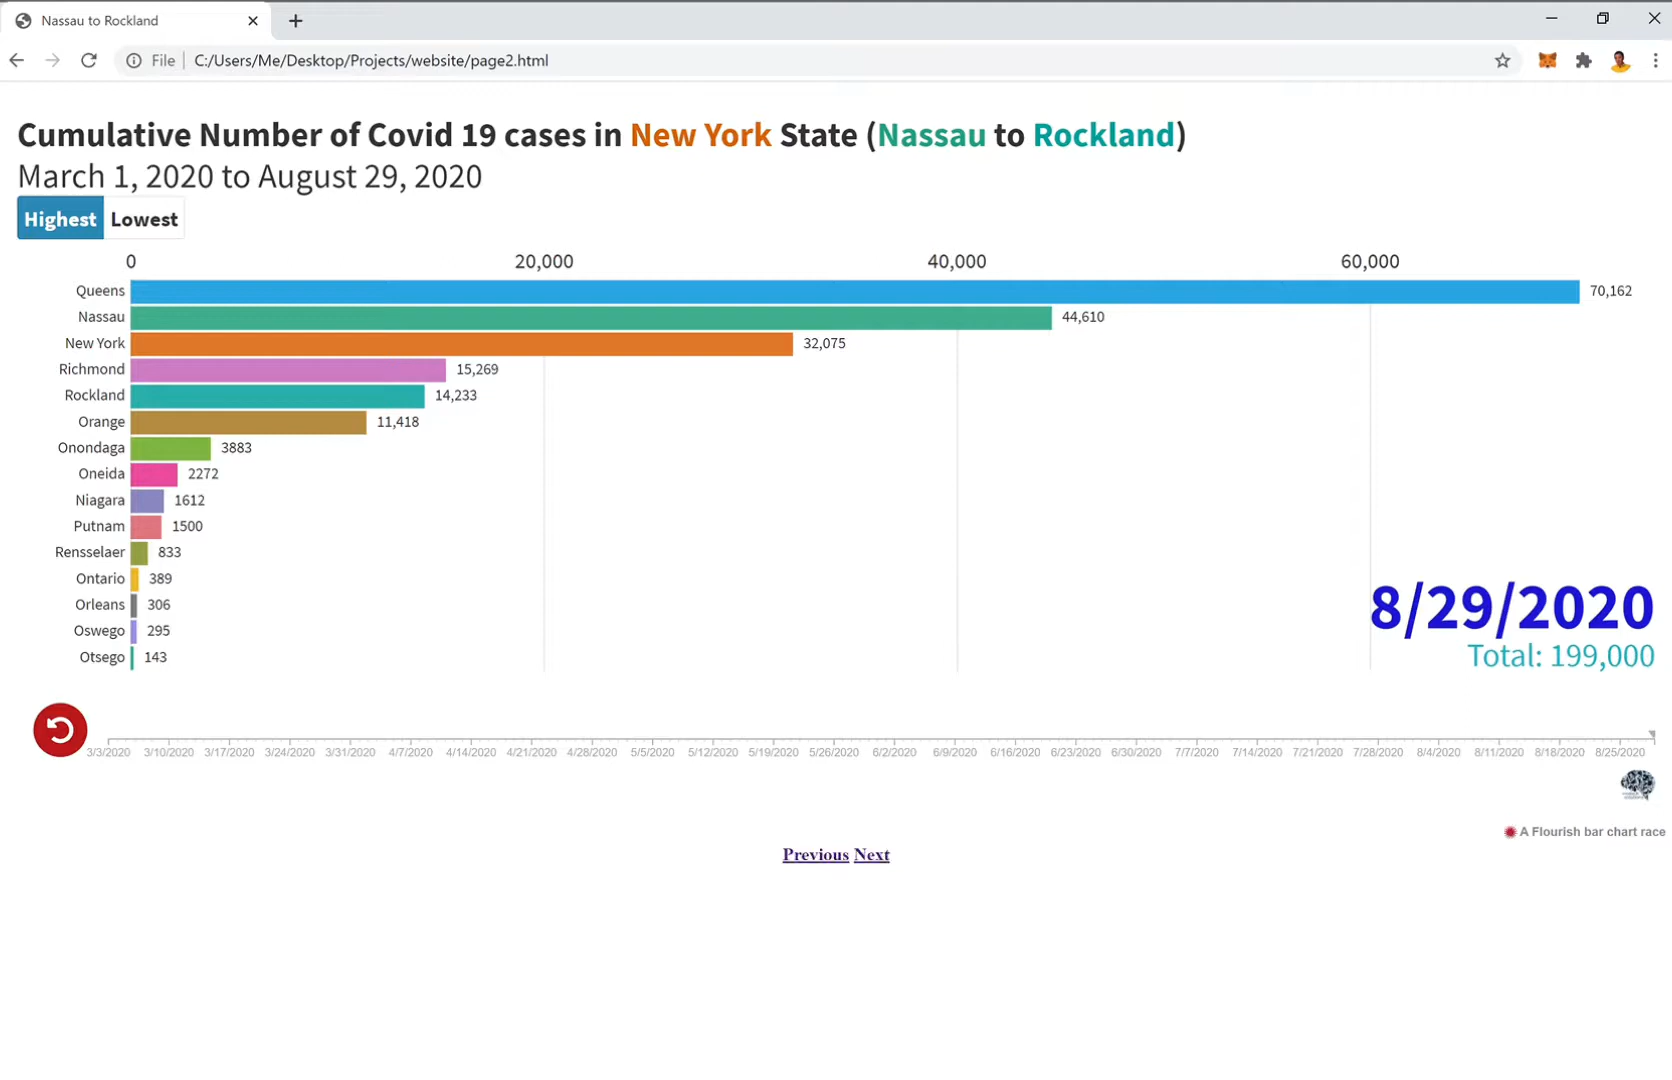 Nassau to Rockland
File
C:/Users/Me/Desktop/Projects/website/page2.html
Cumulative Number of Covid 19 cases in New York State (Nassau to Rockland)
March 1, 2020 to August 29, 2020
Highest Lowest
0 20,000 40,000 60,000
Queens 70,162
Nassau 44,610
New York 32,075
Richmond 15,269
Rockland 14,233
Orange 11,418
Onondaga 3883
Oneida 2272
Niagara 1612
Putnam 1500
Rensselaer 833
Ontario 389
Orleans 306
Oswego 295
Otsego 143
8/29/2020
Total: 199,000
3/3/2020 3/10/2020 3/17/2020 3/24/2020 3/31/2020 4/7/2020 4/14/2020 4/21/2020 4/28/2020 5/5/2020 5/12/2020 5/19/2020 5/26/2020 6/2/2020 6/9/2020 6/16/2020 6/23/2020 6/30/2020 7/7/2020 7/14/2020 7/21/2020 7/28/2020 8/4/2020 8/11/2020 8/18/2020 8/25/2020
A Flourish bar chart race
Previous Next